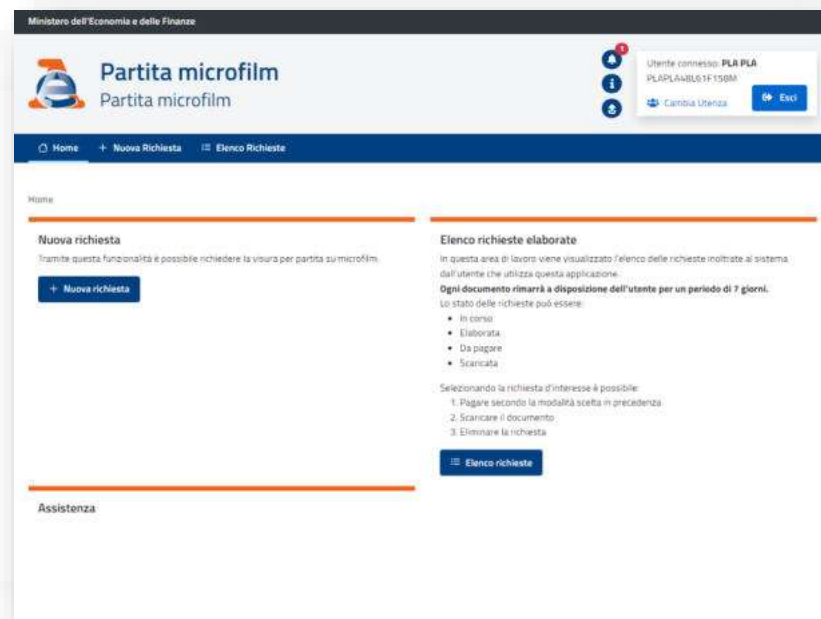 Ministero dell'Economia e delle Finanze
Partita microfilm
Partita microfilm
1
Utente connesso: PLA PLA
Cambia Utenza
Esci
Home
+ Nuova Richiesta
Elenco Richieste
Home
Nuova richiesta
Tramite questa funzionalità è possibile richiedere la visura per partita su microfilm.
+ Nuova richiesta
Elenco richieste elaborate
In questa area di lavoro viene visualizzato l'elenco delle richieste inoltrate al sistema
dall'utente che utilizza questa applicazione.
Ogni documento rimarrà a disposizione dell'utente per un periodo di 7 giorni.
Lo stato delle richieste può essere:
• In corso
• Elaborata
• Da pagare
• Scaricata
Selezionando la richiesta d'interesse è possibile:
1. Pagare secondo la modalità scelta in precedenza
2. Scaricare il documento
3. Eliminare la richiesta
Elenco richieste
Assistenza